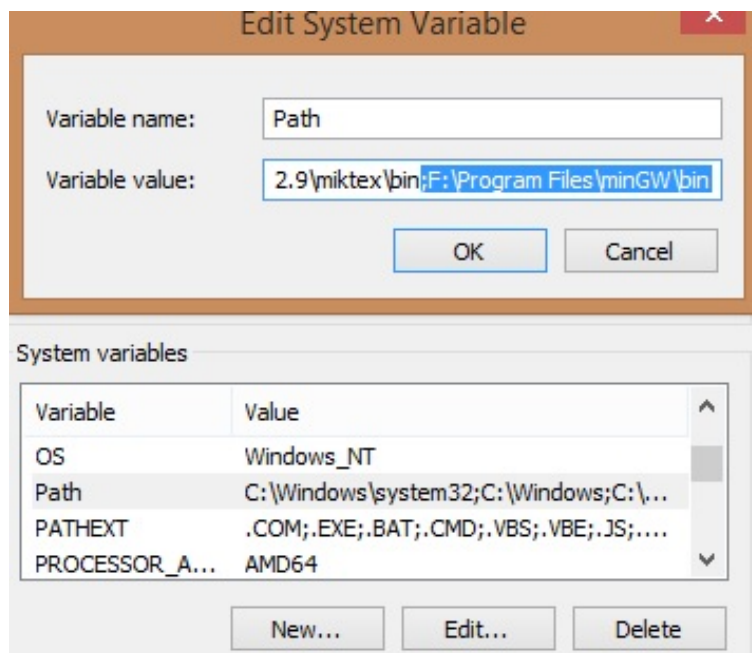 Edit System Variable
Variable name: Path
Variable value: 2.9\miktex\bin;F:\Program Files\minGW\bin
OK Cancel
System variables
Variable Value
OS Windows_NT
Path C:\Windows\system32;C:\Windows;C:\...
PATHEXT .COM;.EXE;.BAT;.CMD;.VBS;.VBE;.JS;....
PROCESSOR_A... AMD64
New... Edit... Delete